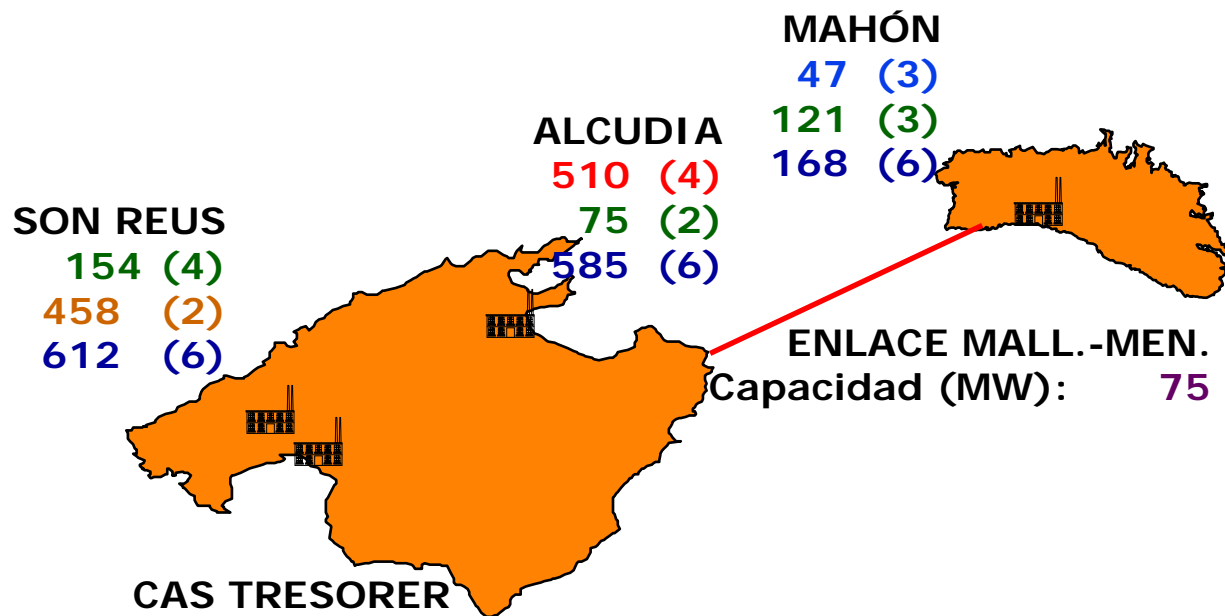 MAHÓN
47 (3)
121 (3)
168 (6)
ALCUDIA
510 (4)
75 (2)
585 (6)
SON REUS
154 (4)
458 (2)
612 (6)
ENLACE MALL.-MEN.
Capacidad (MW): 75
CAS TRESORER